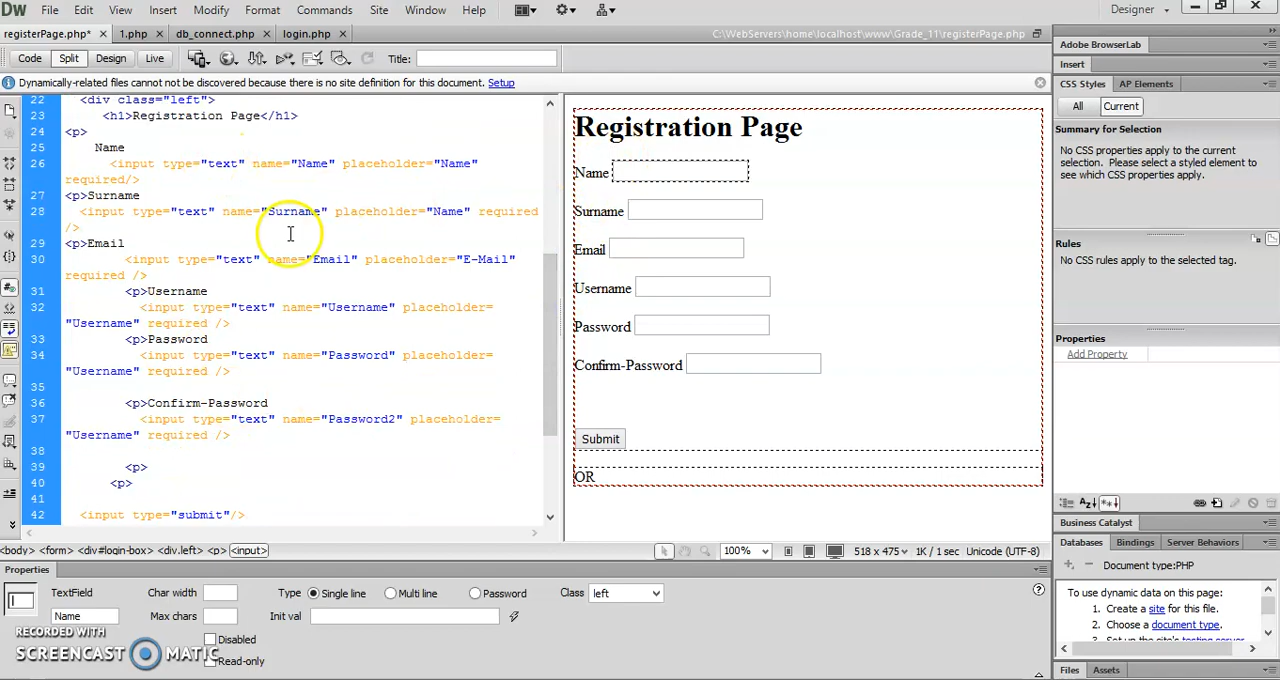 DW File Edit View Insert Modify Format Commands Site Window Help Designer
registerPage.php* × 1.php × db_connect.php × login.php × C:\WebServers\home\localhost\www\Grade_11\registerPage.php
Code Split Design Live Title:
Dynamically-related files cannot not be discovered because there is no site definition for this document. Setup
22 <div class="left">
23 <h1>Registration Page</h1>
24 <p>
25 Name
26 <input type="text" name="Name" placeholder="Name"
required/>
27 <p>Surname
28 <input type="text" name="Surname" placeholder="Name" required
/>
29 <p>Email
30 <input type="text" name="Email" placeholder="E-Mail"
required />
31 <p>Username
32 <input type="text" name="Username" placeholder=
"Username" required />
33 <p>Password
34 <input type="text" name="Password" placeholder=
"Username" required />
35
36 <p>Confirm-Password
37 <input type="text" name="Password2" placeholder=
"Username" required />
38
39 <p>
40 <p>
41
42 <input type="submit"/>
Registration Page
Name
Surname
Email
Username
Password
Confirm-Password
Submit
OR
Adobe BrowserLab
Insert
CSS Styles AP Elements
All Current
Summary for Selection
No CSS properties apply to the current
selection. Please select a styled element to
see which CSS properties apply.
Rules
No CSS rules apply to the selected tag.
Properties
Add Property
Business Catalyst
Databases Bindings Server Behaviors
Document type:PHP
To use dynamic data on this page:
1. Create a site for this file.
2. Choose a document type.
3. Set up the site's testing server.
Files Assets
<body> <form> <div#login-box> <div.left> <p> <input> 100% 518 x 475 1K / 1 sec Unicode (UTF-8)
Properties
TextField Char width Type Single line Multi line Password Class left
Name Max chars Init val
Disabled
Read-only
RECORDED WITH
SCREENCAST MATIC